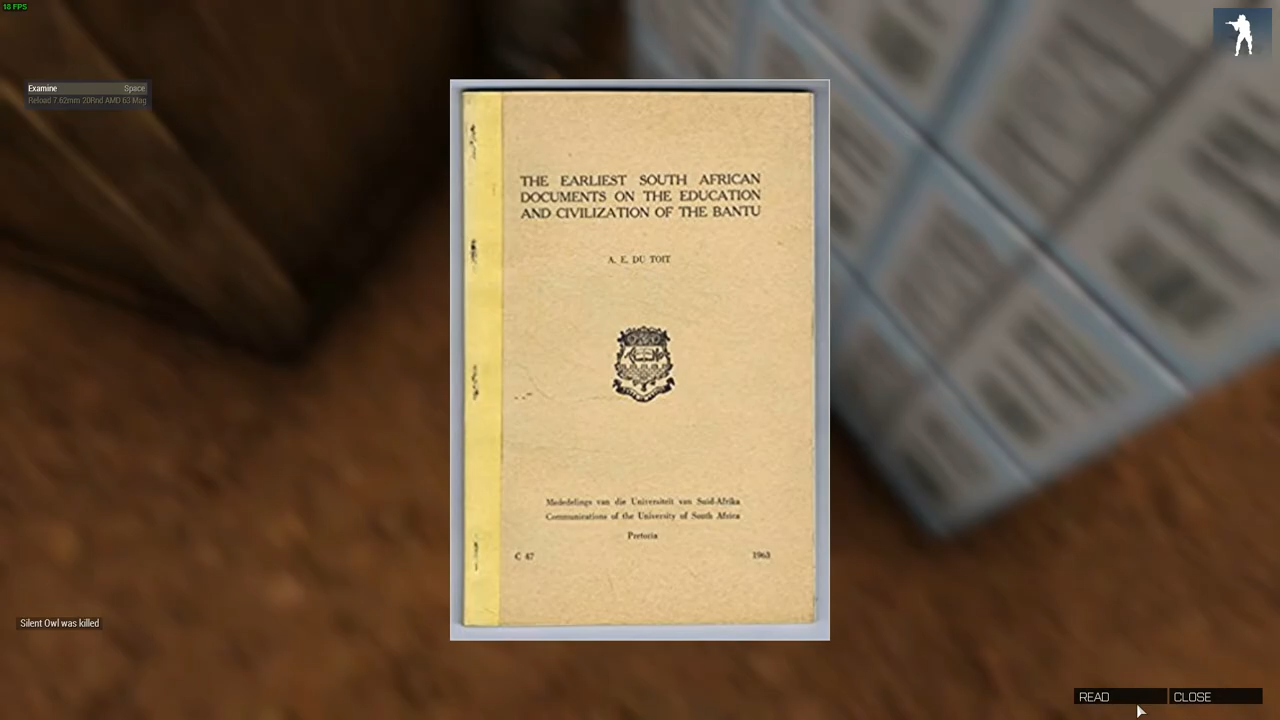 18 FPS
Examine Space
Reload 7.62mm 20Rnd AMD 63 Mag
THE EARLIEST SOUTH AFRICAN
DOCUMENTS ON THE EDUCATION
AND CIVILIZATION OF THE BANTU
A. E. DU TOIT
Mededelings van die Universiteit van Suid-Afrika
Communications of the University of South Africa
Pretoria
C 47 1963
Silent Owl was killed
READ CLOSE